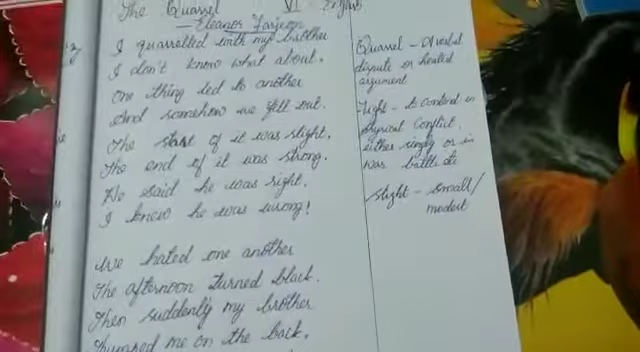 The Quarrel VI English
— Eleanor Farjeon
I quarrelled with my brother
I don't know what about,
One thing led to another
And somehow we fell out.
The start of it was slight,
The end of it was strong.
He said he was right,
I knew he was wrong!
We hated one another
The afternoon turned black.
Then suddenly my brother
Thumped me on the back,
Quarrel – A verbal
dispute or heated
argument
Fight – to contend in
physical conflict,
either singly or in
war, battle etc
slight – small/
modest